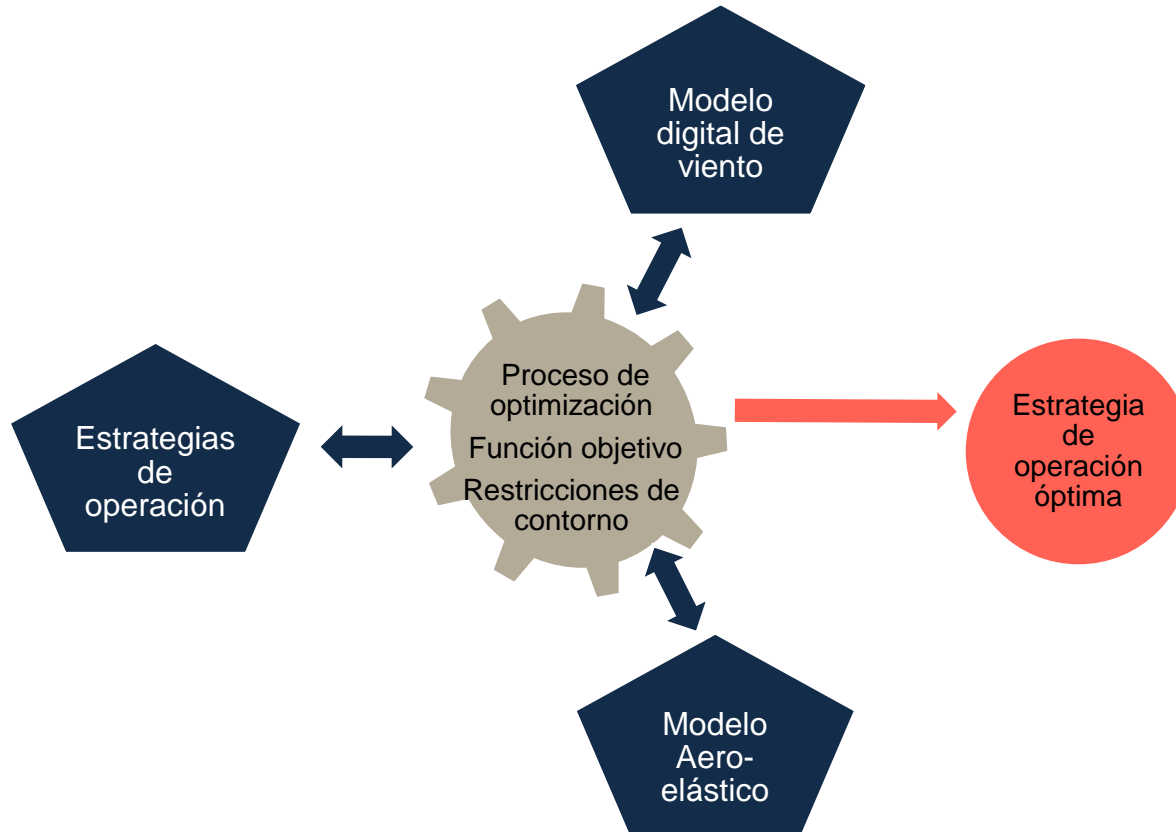 Modelo
digital de
viento
Estrategias
de
operación
Proceso de
optimización
Función objetivo
Restricciones de
contorno
Estrategia
de
operación
óptima
Modelo
Aero-
elástico